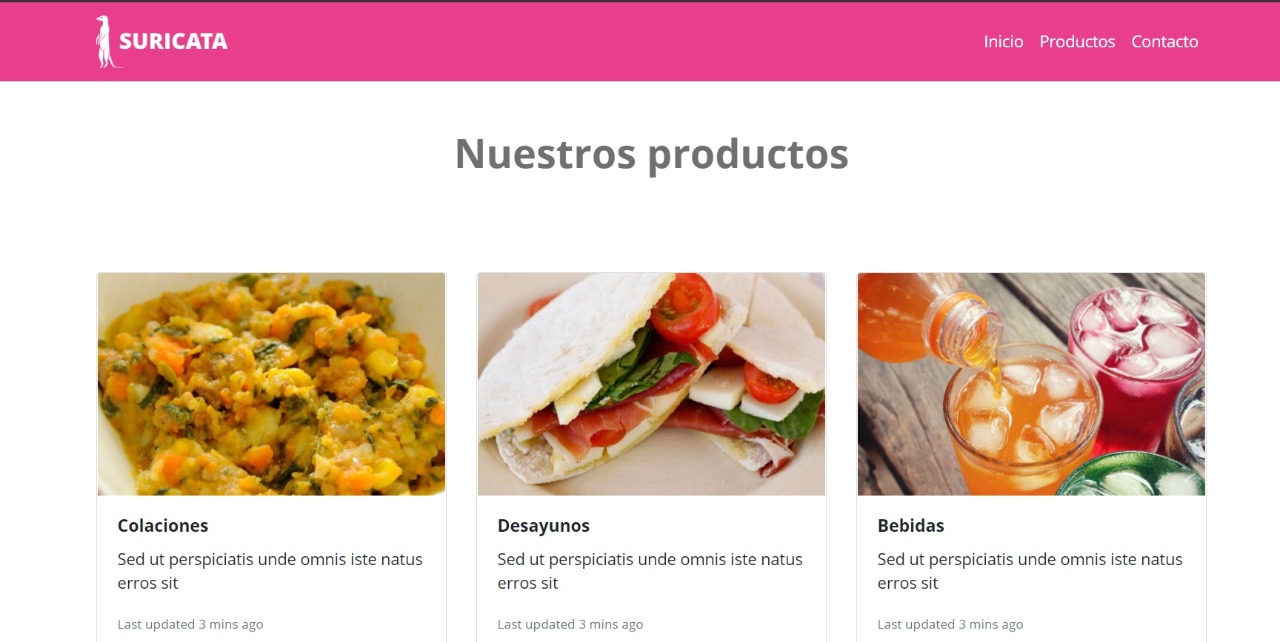 SURICATA
Inicio Productos Contacto
Nuestros productos
Colaciones
Sed ut perspiciatis unde omnis iste natus
erros sit
Last updated 3 mins ago
Desayunos
Sed ut perspiciatis unde omnis iste natus
erros sit
Last updated 3 mins ago
Bebidas
Sed ut perspiciatis unde omnis iste natus
erros sit
Last updated 3 mins ago